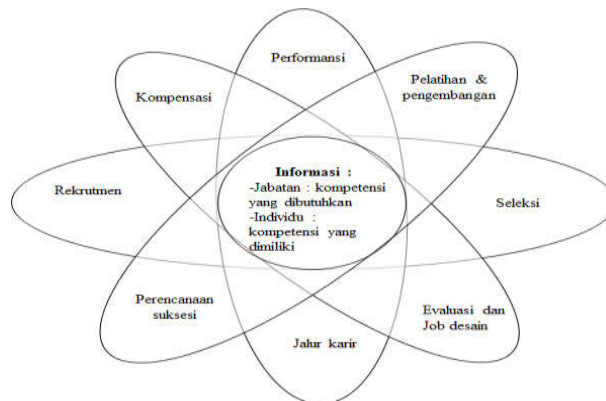 Performansi
Pelatihan &
pengembangan
Kompensasi
Informasi :
-Jabatan : kompetensi
yang dibutuhkan
-Individu :
kompetensi yang
dimiliki
Rekrutmen
Seleksi
Perencanaan
suksesi
Evaluasi dan
Job desain
Jalur karir